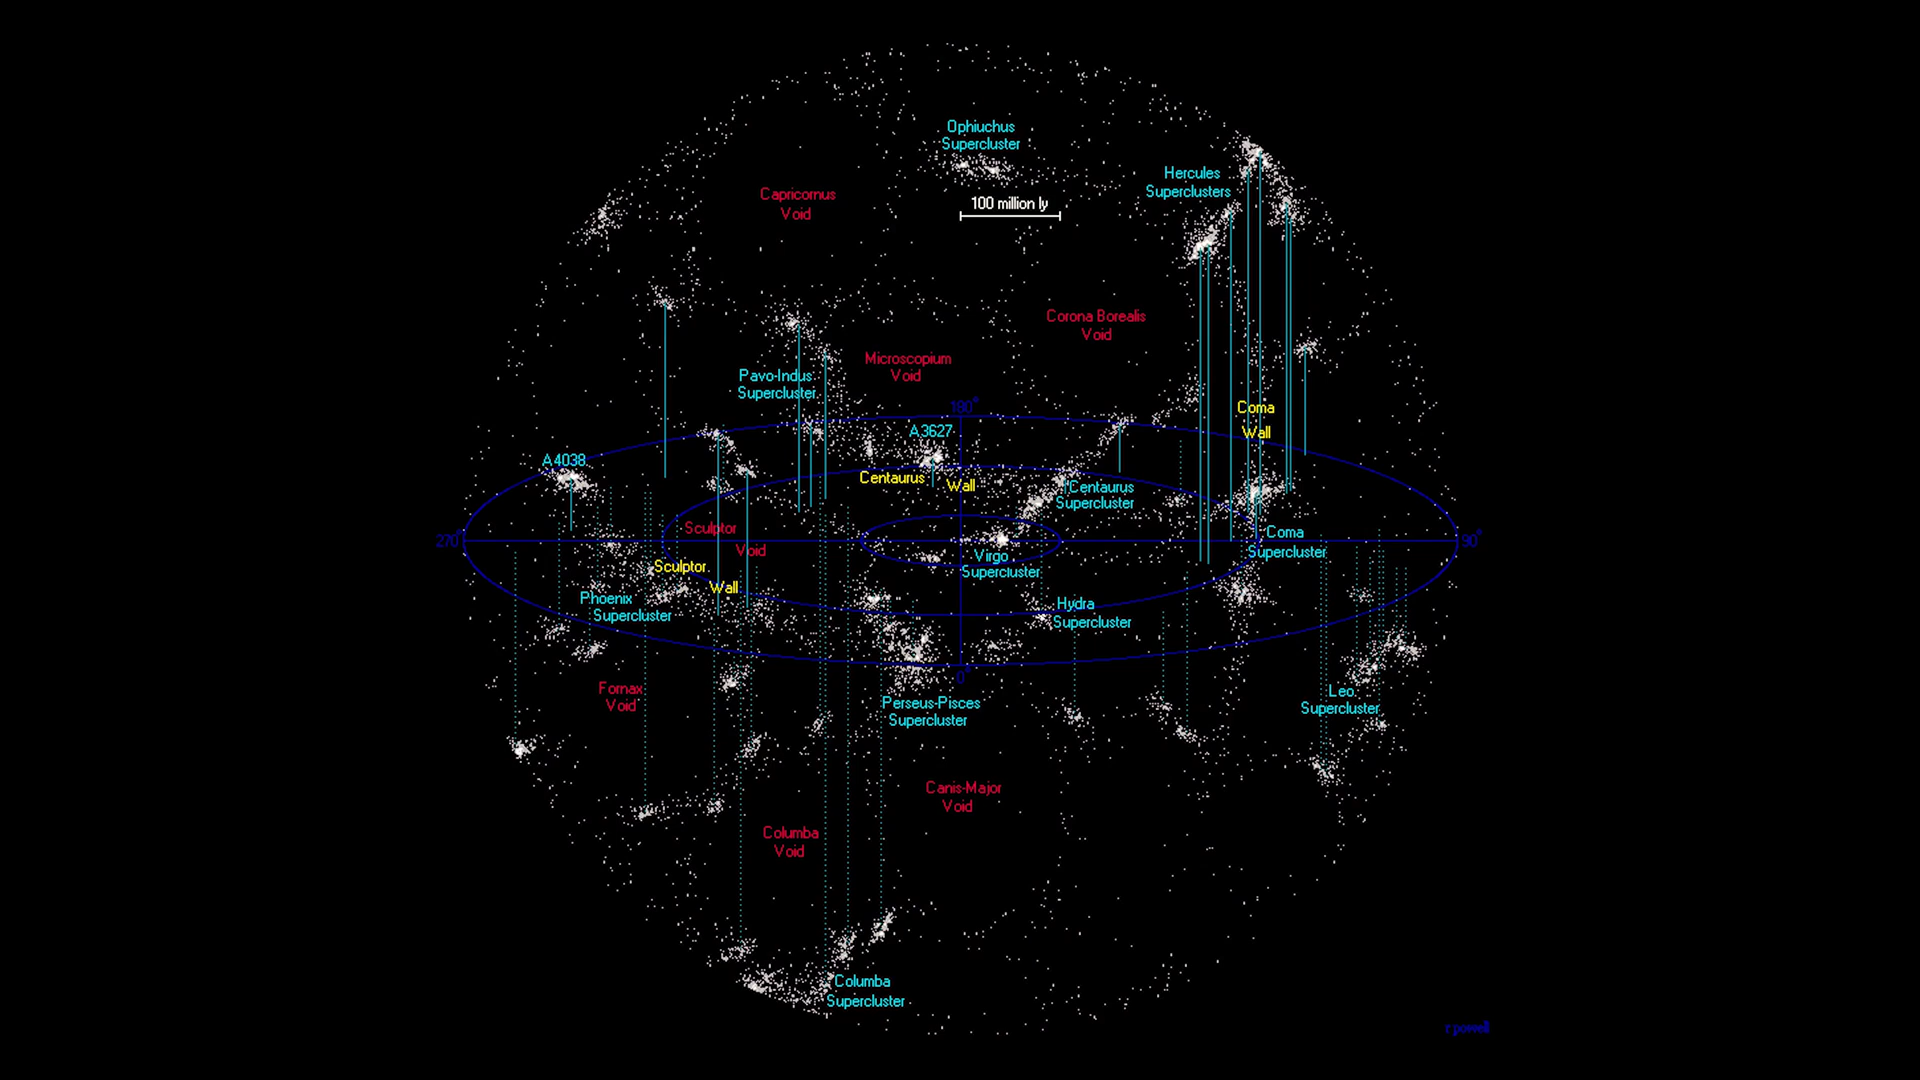 Ophiuchus
Supercluster
Hercules
Superclusters
Capricornus
Void
100 million ly
Corona Borealis
Void
Microscopium
Void
Pavo-Indus
Supercluster
180°
Coma
Wall
A3627
A4038
Centaurus
Wall
Centaurus
Supercluster
Sculptor
Void
270°
90°
Coma
Supercluster
Virgo
Supercluster
Sculptor
Wall
Phoenix
Supercluster
Hydra
Supercluster
0°
Fornax
Void
Perseus-Pisces
Supercluster
Leo
Supercluster
Canis-Major
Void
Columba
Void
Columba
Supercluster
r powell